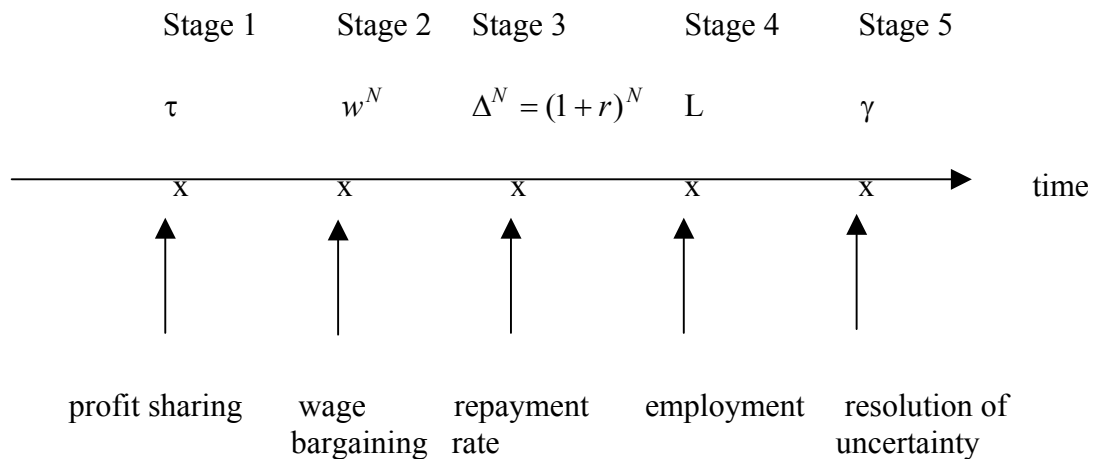 Stage 1 Stage 2 Stage 3 Stage 4 Stage 5
τ w^N Δ^N = (1 + r)^N L γ
x x x x x time
profit sharing wage repayment employment resolution of
bargaining rate uncertainty